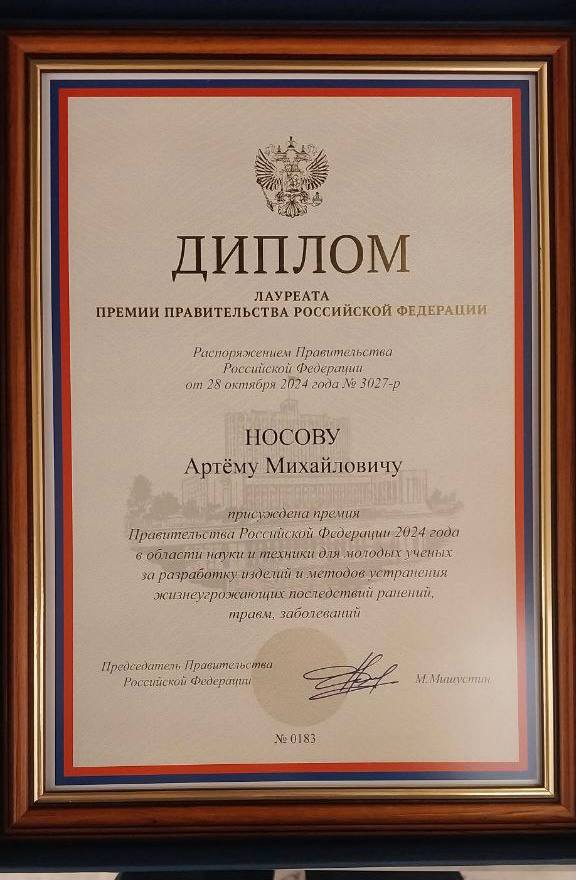 ДИПЛОМ
ЛАУРЕАТА
ПРЕМИИ ПРАВИТЕЛЬСТВА РОССИЙСКОЙ ФЕДЕРАЦИИ
Распоряжением Правительства
Российской Федерации
от 28 октября 2024 года № 3027-р
НОСОВУ
Артёму Михайловичу
присуждена премия
Правительства Российской Федерации 2024 года
в области науки и техники для молодых ученых
за разработку изделий и методов устранения
жизнеугрожающих последствий ранений,
травм, заболеваний
Председатель Правительства
Российской Федерации
М.Мишустин
№ 0183